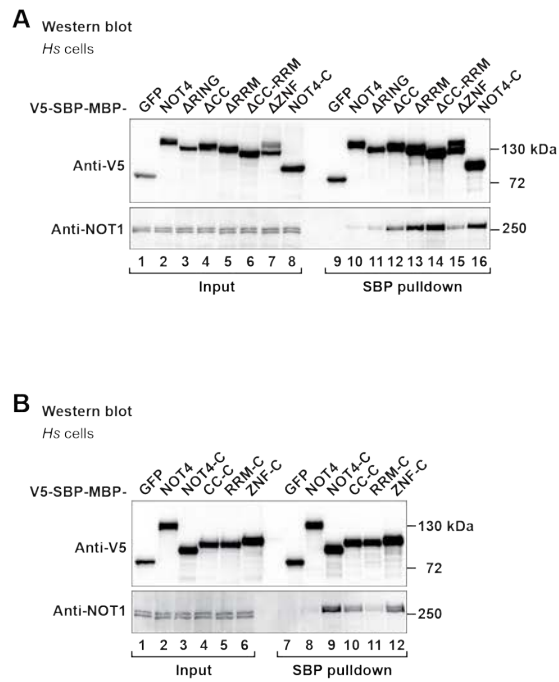 A
Western blot
Hs cells
V5-SBP-MBP- GFP NOT4 ΔRING ΔCC ΔRRM ΔCC-RRM ΔZNF NOT4-C GFP NOT4 ΔRING ΔCC ΔRRM ΔCC-RRM ΔZNF NOT4-C
Anti-V5 130 kDa
72
Anti-NOT1 250
1 2 3 4 5 6 7 8 9 10 11 12 13 14 15 16
Input SBP pulldown
B
Western blot
Hs cells
V5-SBP-MBP- GFP NOT4 NOT4-C CC-C RRM-C ZNF-C GFP NOT4 NOT4-C CC-C RRM-C ZNF-C
Anti-V5 130 kDa
72
Anti-NOT1 250
1 2 3 4 5 6 7 8 9 10 11 12
Input SBP pulldown